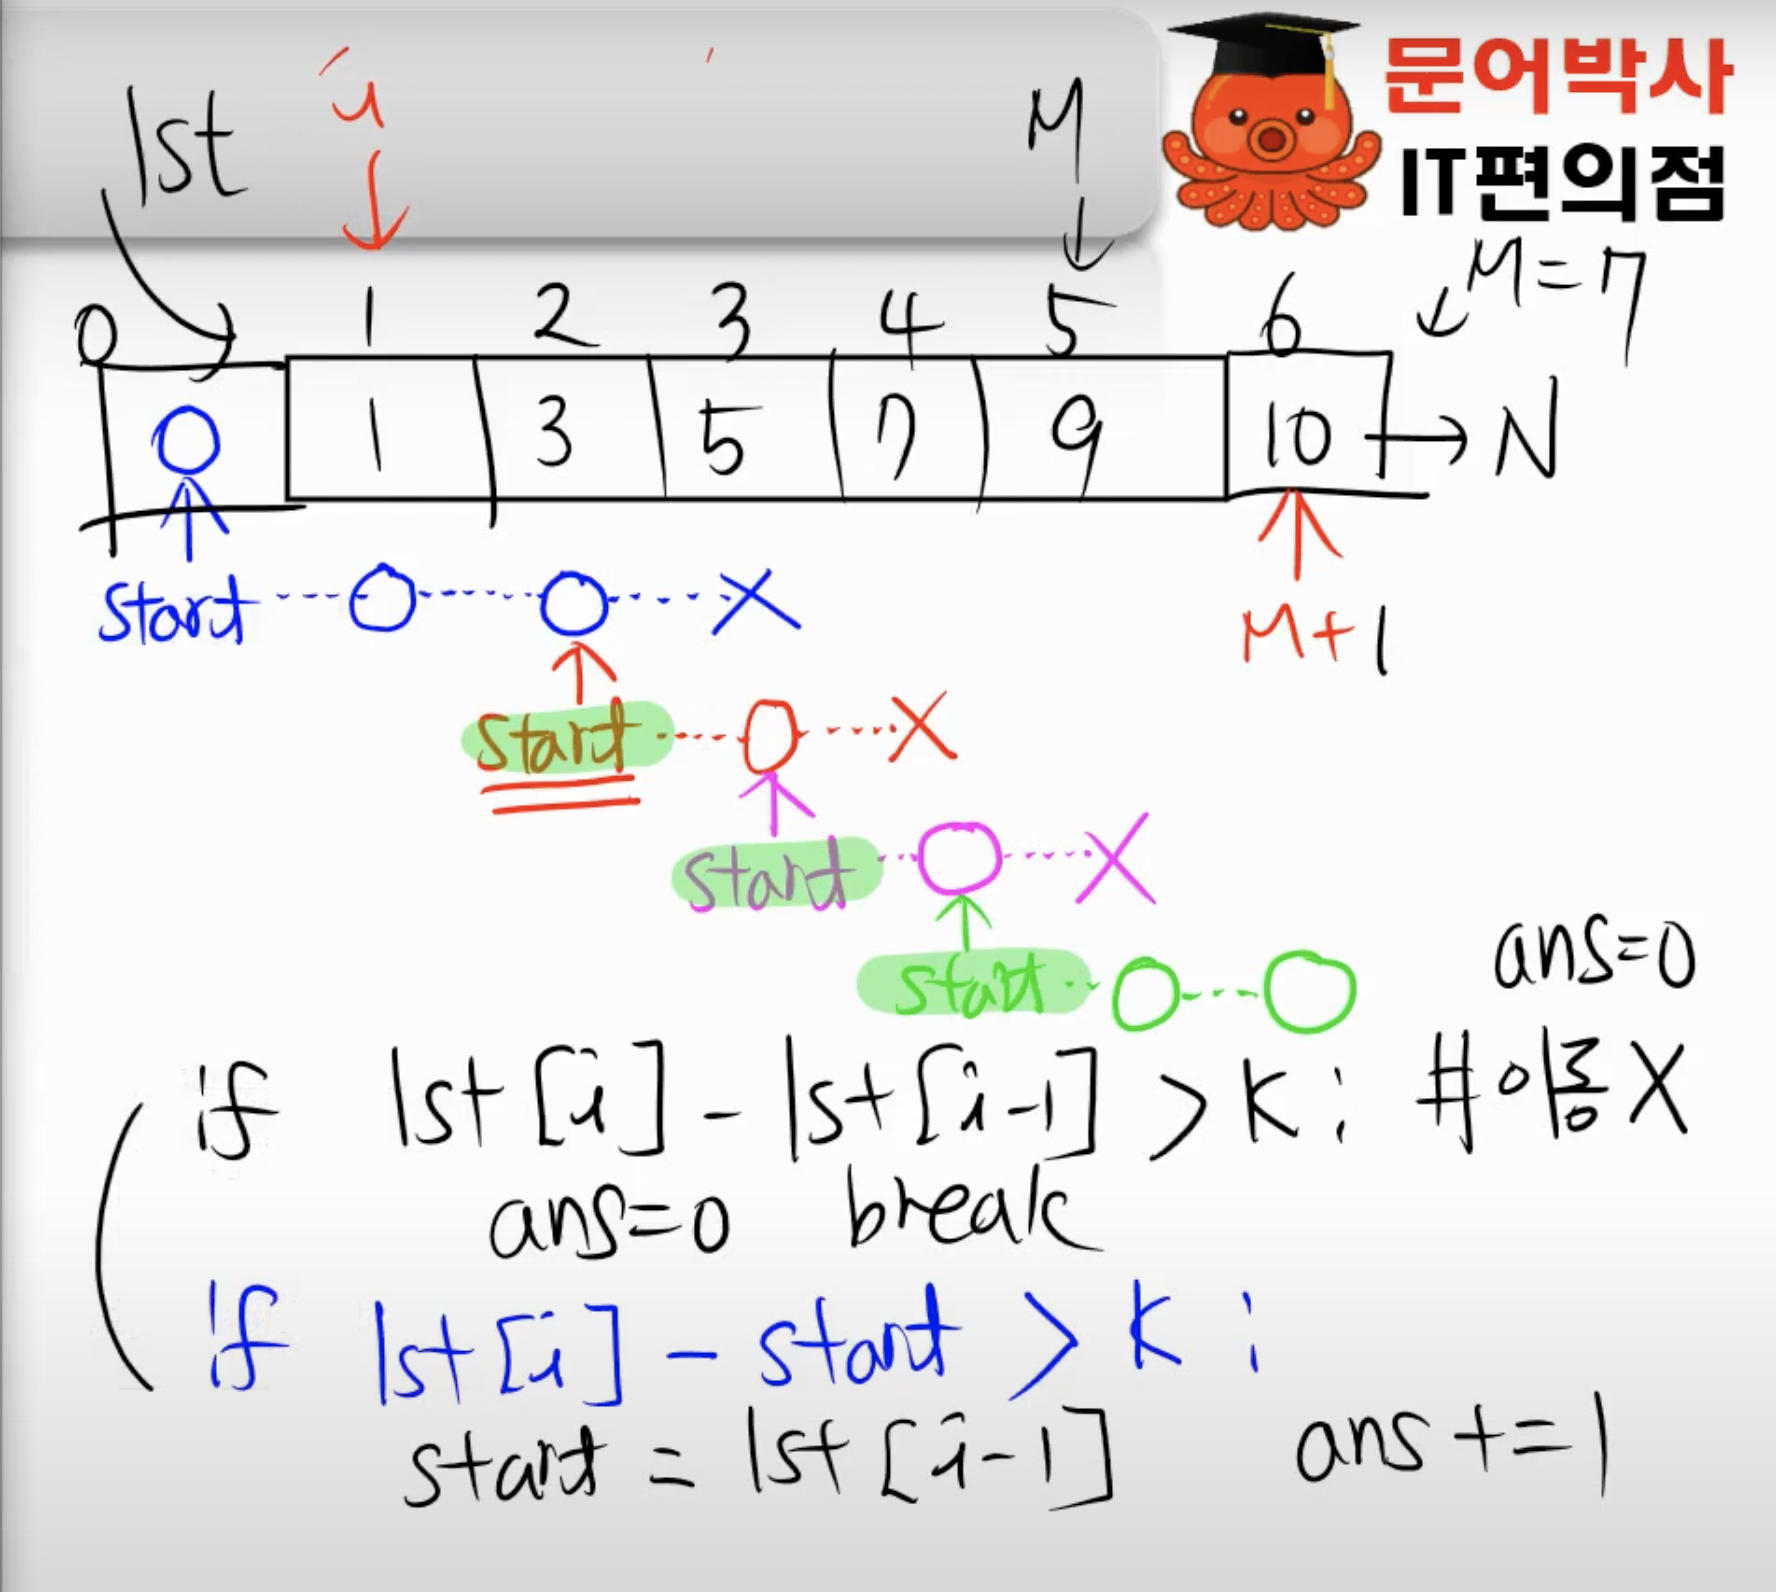 문어박사
IT편의점
lst i M
M=7
0 1 2 3 4 5 6
0 1 3 5 7 9 10 → N
start O O X
M+1
start O X
start O X
start O O
ans=0
if lst[i] - lst[i-1] > K : #이동 X
ans=0 break
if lst[i] - start > K :
start = lst[i-1] ans += 1